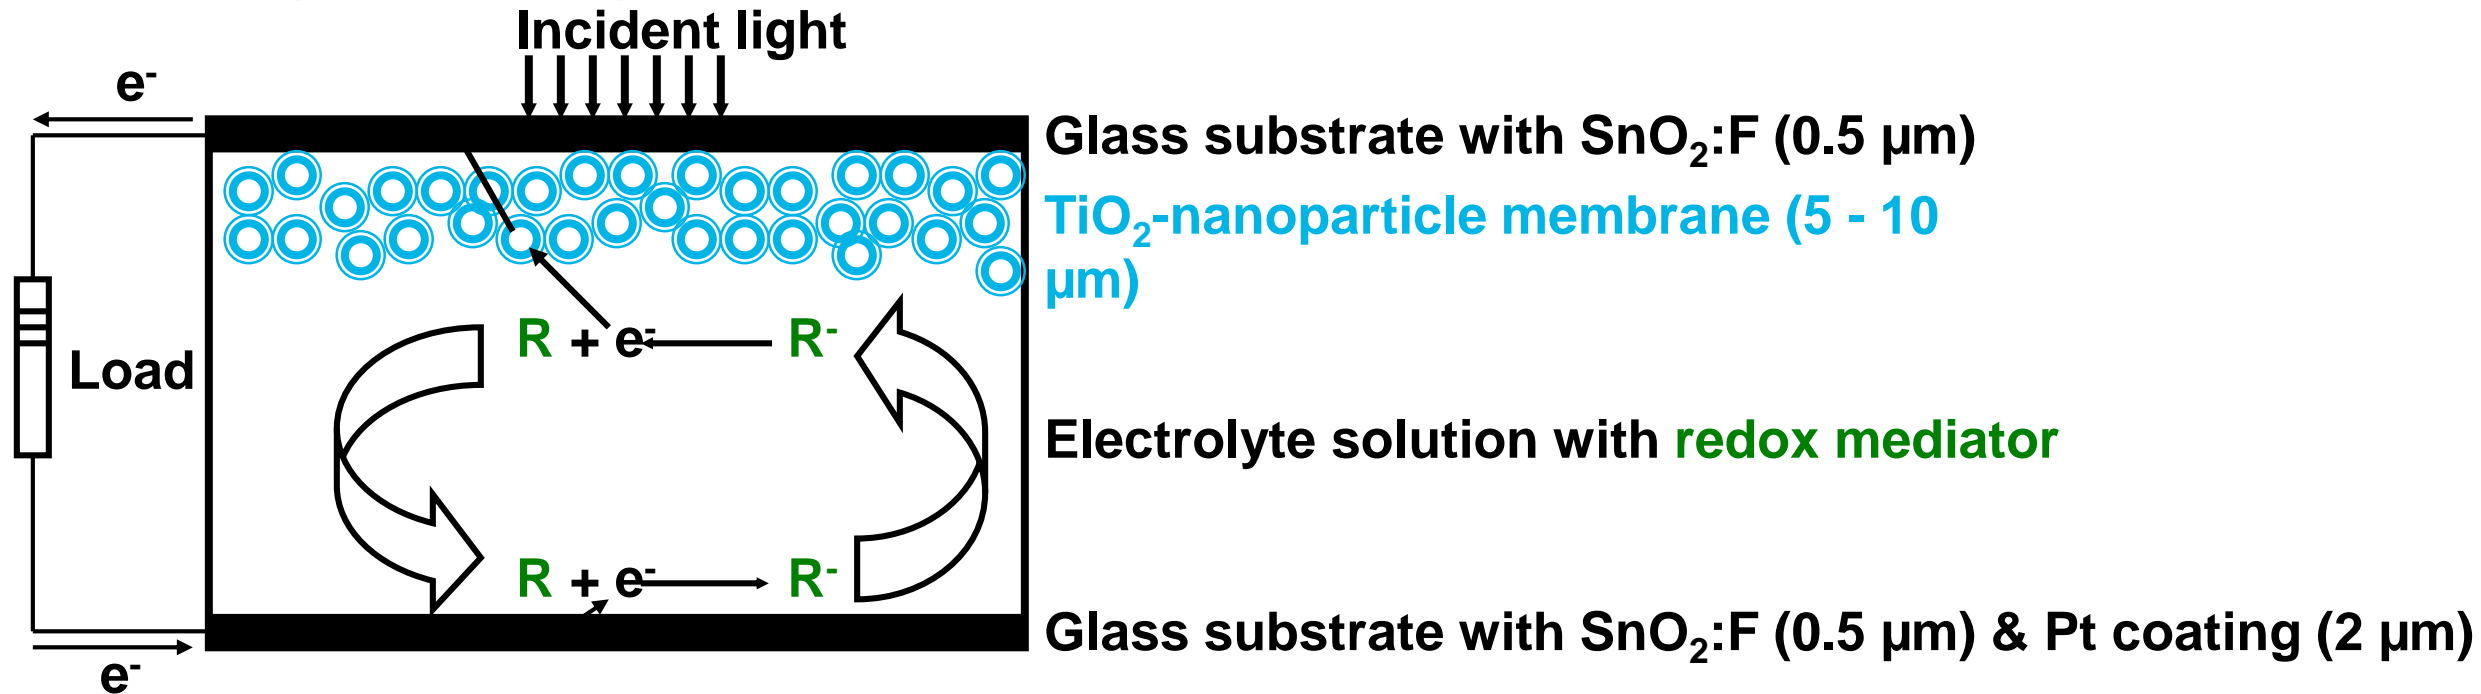 Incident light
e⁻
Glass substrate with SnO₂:F (0.5 µm)
TiO₂-nanoparticle membrane (5 - 10
µm)
R + e⁻ R⁻
Load
Electrolyte solution with redox mediator
R + e⁻ R⁻
Glass substrate with SnO₂:F (0.5 µm) & Pt coating (2 µm)
e⁻